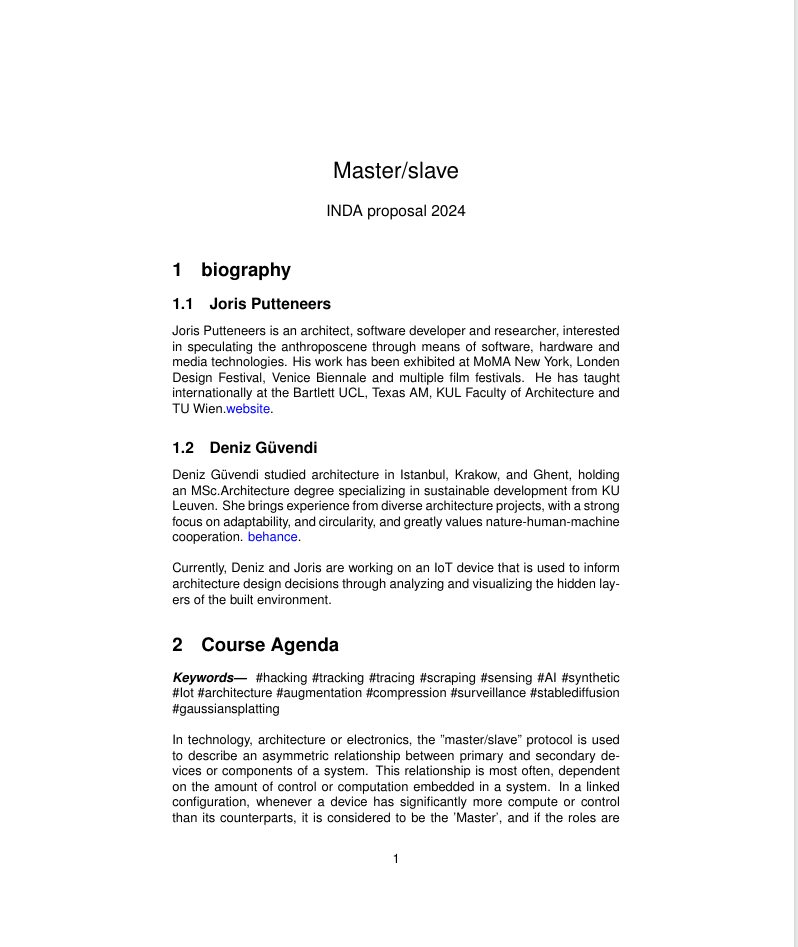 Master/slave
INDA proposal 2024
1 biography
1.1 Joris Putteneers
Joris Putteneers is an architect, software developer and researcher, interested
in speculating the anthroposcene through means of software, hardware and
media technologies. His work has been exhibited at MoMA New York, Londen
Design Festival, Venice Biennale and multiple film festivals. He has taught
internationally at the Bartlett UCL, Texas AM, KUL Faculty of Architecture and
TU Wien.website.
1.2 Deniz Güvendi
Deniz Güvendi studied architecture in Istanbul, Krakow, and Ghent, holding
an MSc.Architecture degree specializing in sustainable development from KU
Leuven. She brings experience from diverse architecture projects, with a strong
focus on adaptability, and circularity, and greatly values nature-human-machine
cooperation. behance.
Currently, Deniz and Joris are working on an IoT device that is used to inform
architecture design decisions through analyzing and visualizing the hidden lay-
ers of the built environment.
2 Course Agenda
Keywords— #hacking #tracking #tracing #scraping #sensing #AI #synthetic
#Iot #architecture #augmentation #compression #surveillance #stablediffusion
#gaussiansplatting
In technology, architecture or electronics, the ”master/slave” protocol is used
to describe an asymmetric relationship between primary and secondary de-
vices or components of a system. This relationship is most often, dependent
on the amount of control or computation embedded in a system. In a linked
configuration, whenever a device has significantly more compute or control
than its counterparts, it is considered to be the ’Master’, and if the roles are
1